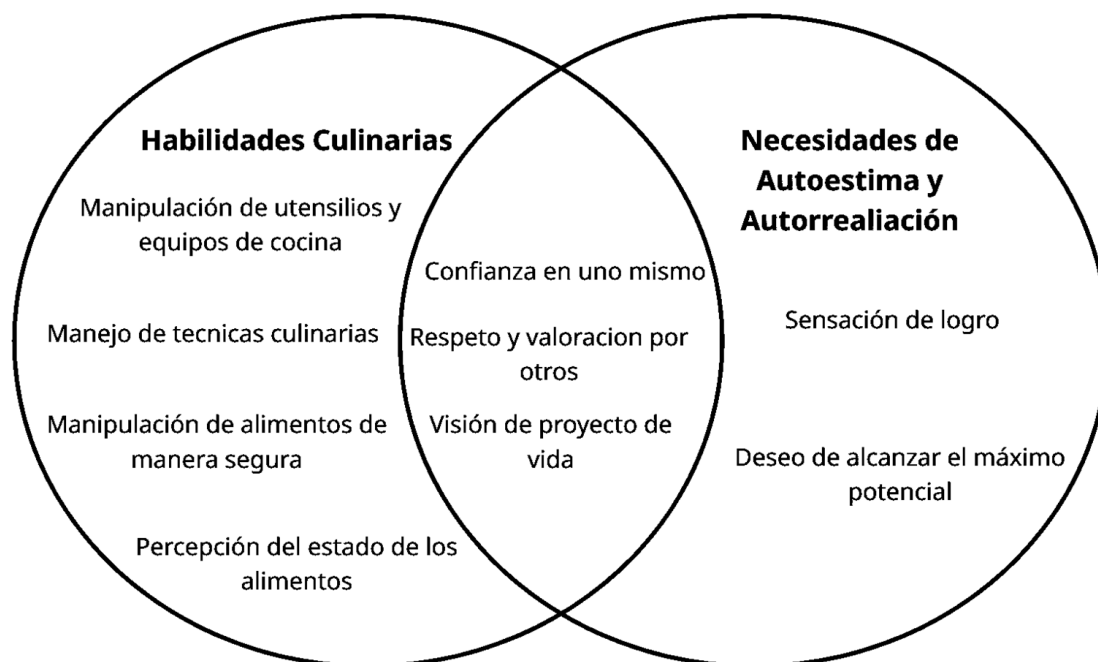 Habilidades Culinarias
Manipulación de utensilios y
equipos de cocina
Manejo de tecnicas culinarias
Manipulación de alimentos de
manera segura
Percepción del estado de los
alimentos
Confianza en uno mismo
Respeto y valoracion por
otros
Visión de proyecto de
vida
Necesidades de
Autoestima y
Autorrealiación
Sensación de logro
Deseo de alcanzar el máximo
potencial